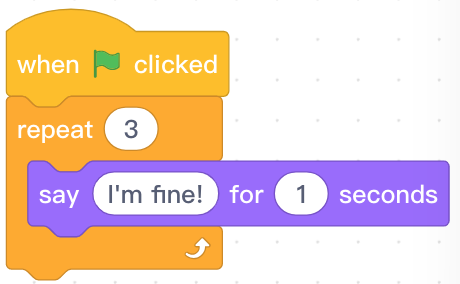 when clicked
repeat 3
say I'm fine! for 1 seconds